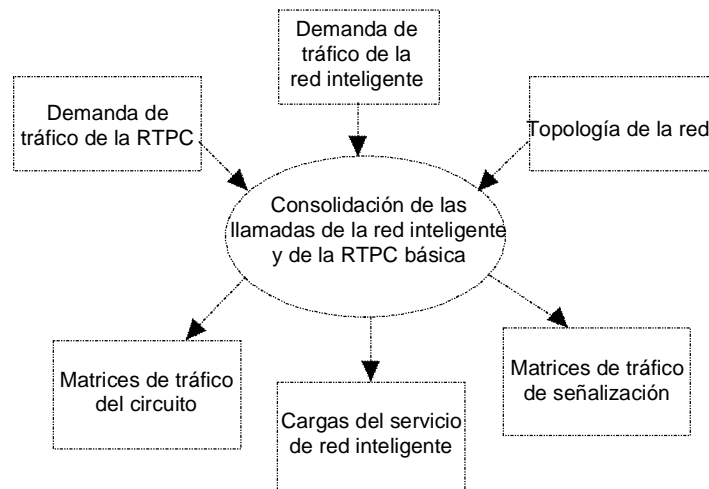 Demanda de
tráfico de la
red inteligente
Demanda de
tráfico de la RTPC
Topología de la red
Consolidación de las
llamadas de la red inteligente
y de la RTPC básica
Matrices de tráfico
del circuito
Cargas del servicio
de red inteligente
Matrices de tráfico
de señalización